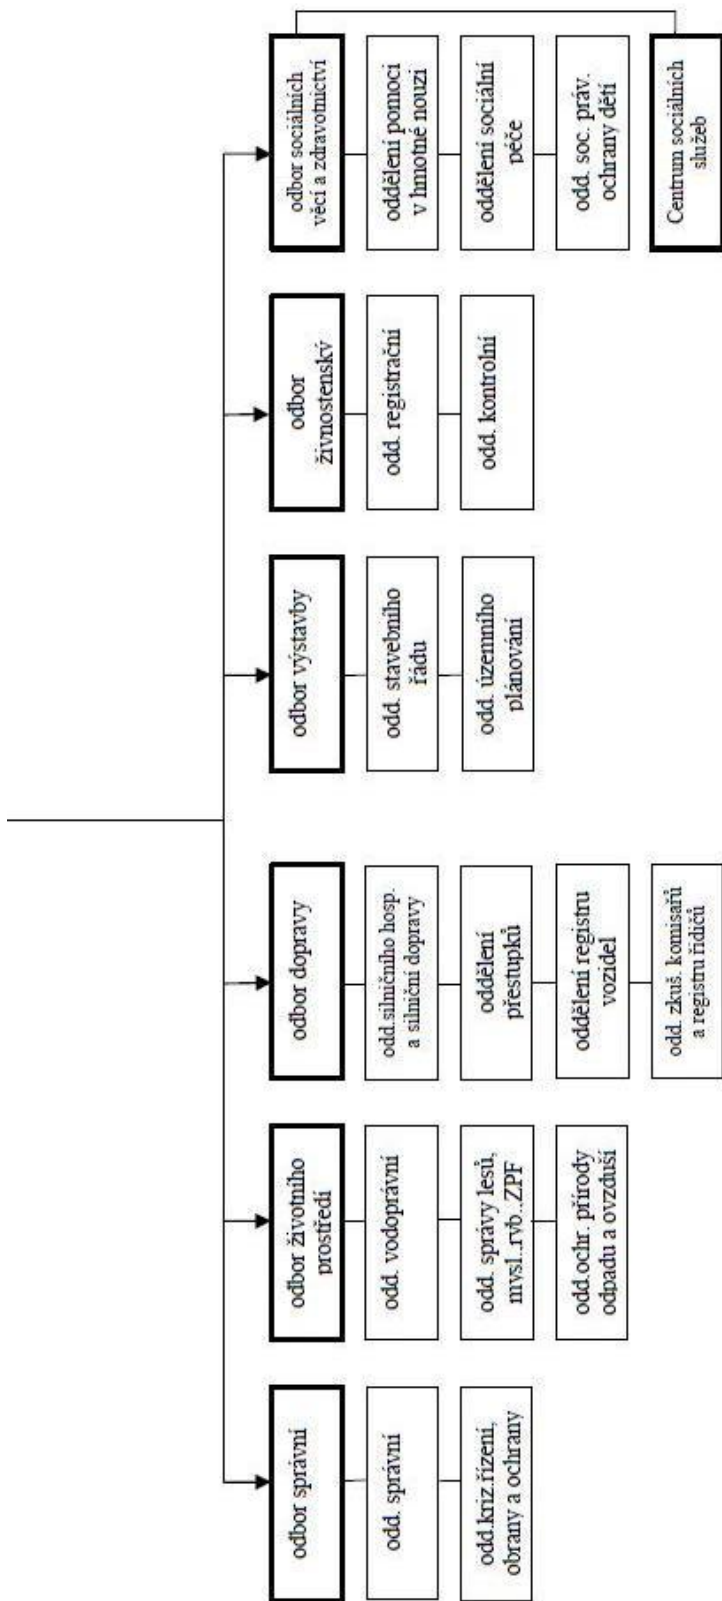 odbor správní
odd. správní
odd.kriz.řízení,
obrany a ochrany
odbor životního
prostředí
odd. vodoprávní
odd. správy lesů,
mysl..ryb..ZPF
odd.ochr. přírody
odpadu a ovzduší
odbor dopravy
odd.silničního hosp.
a silniční dopravy
oddělení
přestupků
oddělení registru
vozidel
odd. zkuš. komisařů
a registru řidičů
odbor výstavby
odd. stavebního
řádu
odd. územního
plánování
odbor
živnostenský
odd. registrační
odd. kontrolní
odbor sociálních
věcí a zdravotnictví
oddělení pomoci
v hmotné nouzi
oddělení sociální
péče
odd. soc. práv.
ochrany dětí
Centrum sociálních
služeb